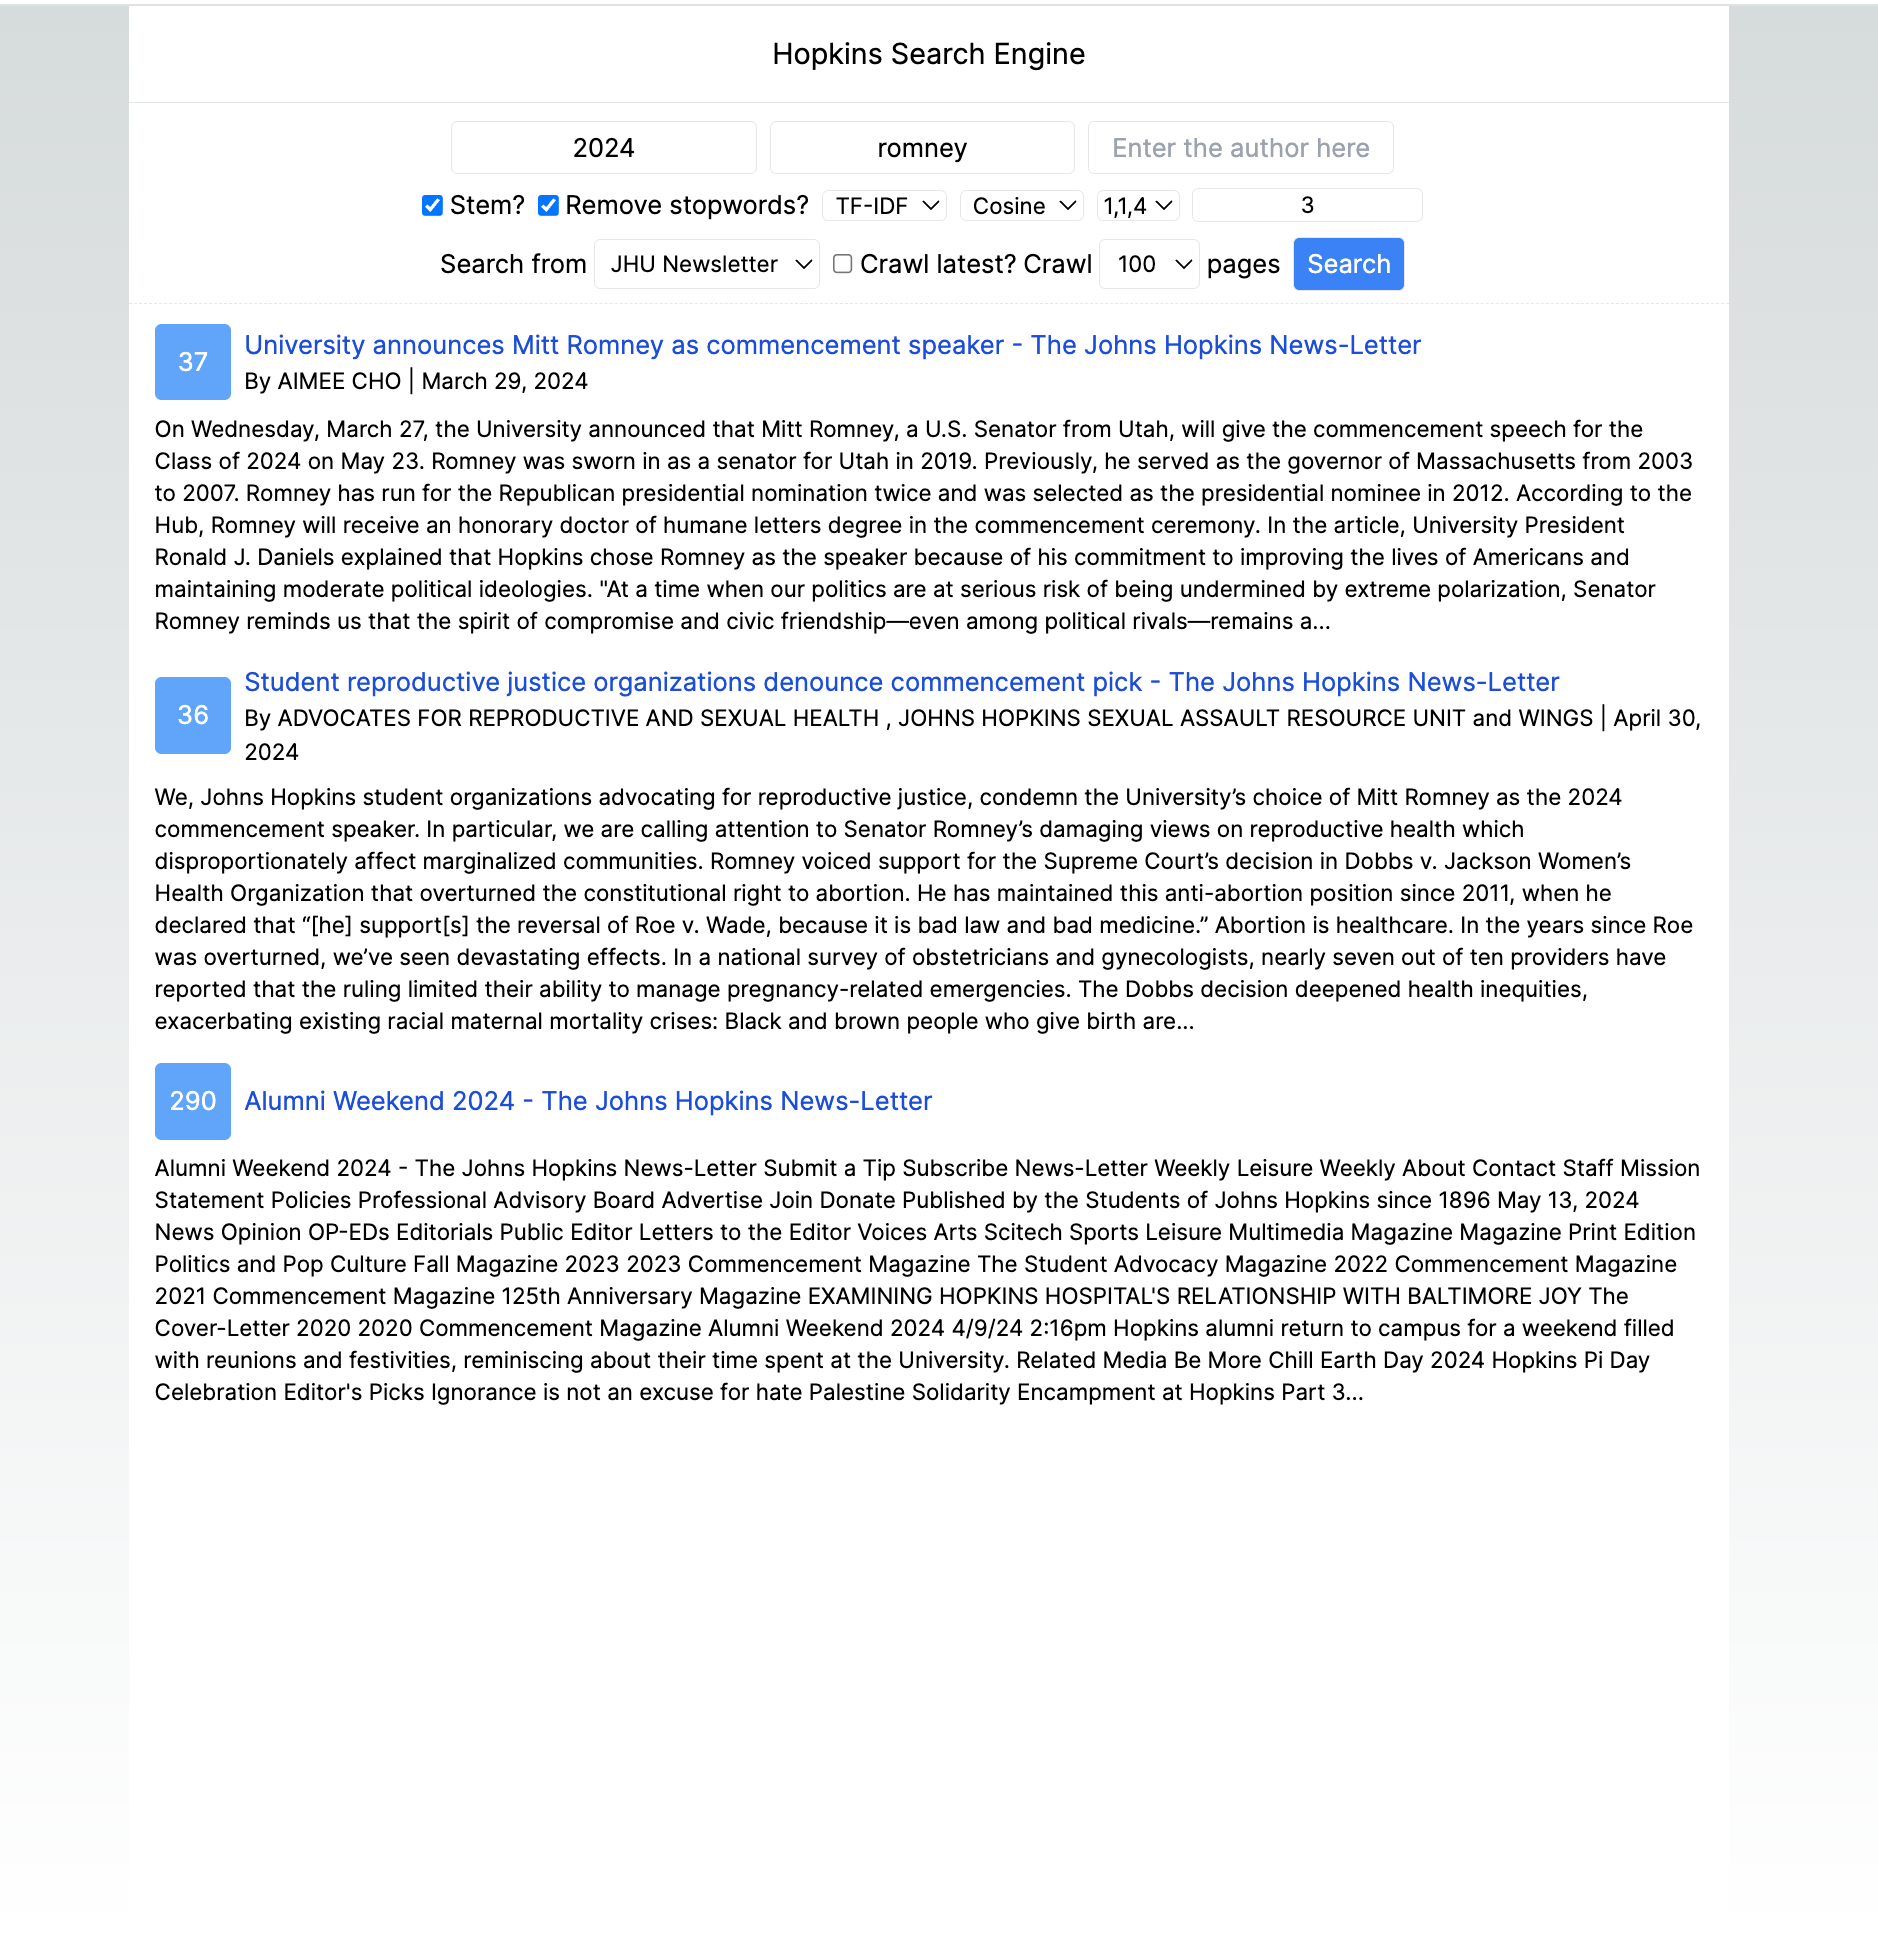 Hopkins Search Engine
2024 romney Enter the author here
Stem? Remove stopwords? TF-IDF Cosine 1,1,4 3
Search from JHU Newsletter Crawl latest? Crawl 100 pages Search
37 University announces Mitt Romney as commencement speaker - The Johns Hopkins News-Letter
By AIMEE CHO | March 29, 2024
On Wednesday, March 27, the University announced that Mitt Romney, a U.S. Senator from Utah, will give the commencement speech for the
Class of 2024 on May 23. Romney was sworn in as a senator for Utah in 2019. Previously, he served as the governor of Massachusetts from 2003
to 2007. Romney has run for the Republican presidential nomination twice and was selected as the presidential nominee in 2012. According to the
Hub, Romney will receive an honorary doctor of humane letters degree in the commencement ceremony. In the article, University President
Ronald J. Daniels explained that Hopkins chose Romney as the speaker because of his commitment to improving the lives of Americans and
maintaining moderate political ideologies. "At a time when our politics are at serious risk of being undermined by extreme polarization, Senator
Romney reminds us that the spirit of compromise and civic friendship—even among political rivals—remains a...
36 Student reproductive justice organizations denounce commencement pick - The Johns Hopkins News-Letter
By ADVOCATES FOR REPRODUCTIVE AND SEXUAL HEALTH , JOHNS HOPKINS SEXUAL ASSAULT RESOURCE UNIT and WINGS | April 30,
2024
We, Johns Hopkins student organizations advocating for reproductive justice, condemn the University’s choice of Mitt Romney as the 2024
commencement speaker. In particular, we are calling attention to Senator Romney’s damaging views on reproductive health which
disproportionately affect marginalized communities. Romney voiced support for the Supreme Court’s decision in Dobbs v. Jackson Women’s
Health Organization that overturned the constitutional right to abortion. He has maintained this anti-abortion position since 2011, when he
declared that “[he] support[s] the reversal of Roe v. Wade, because it is bad law and bad medicine.” Abortion is healthcare. In the years since Roe
was overturned, we’ve seen devastating effects. In a national survey of obstetricians and gynecologists, nearly seven out of ten providers have
reported that the ruling limited their ability to manage pregnancy-related emergencies. The Dobbs decision deepened health inequities,
exacerbating existing racial maternal mortality crises: Black and brown people who give birth are...
290 Alumni Weekend 2024 - The Johns Hopkins News-Letter
Alumni Weekend 2024 - The Johns Hopkins News-Letter Submit a Tip Subscribe News-Letter Weekly Leisure Weekly About Contact Staff Mission
Statement Policies Professional Advisory Board Advertise Join Donate Published by the Students of Johns Hopkins since 1896 May 13, 2024
News Opinion OP-EDs Editorials Public Editor Letters to the Editor Voices Arts Scitech Sports Leisure Multimedia Magazine Magazine Print Edition
Politics and Pop Culture Fall Magazine 2023 2023 Commencement Magazine The Student Advocacy Magazine 2022 Commencement Magazine
2021 Commencement Magazine 125th Anniversary Magazine EXAMINING HOPKINS HOSPITAL'S RELATIONSHIP WITH BALTIMORE JOY The
Cover-Letter 2020 2020 Commencement Magazine Alumni Weekend 2024 4/9/24 2:16pm Hopkins alumni return to campus for a weekend filled
with reunions and festivities, reminiscing about their time spent at the University. Related Media Be More Chill Earth Day 2024 Hopkins Pi Day
Celebration Editor's Picks Ignorance is not an excuse for hate Palestine Solidarity Encampment at Hopkins Part 3...